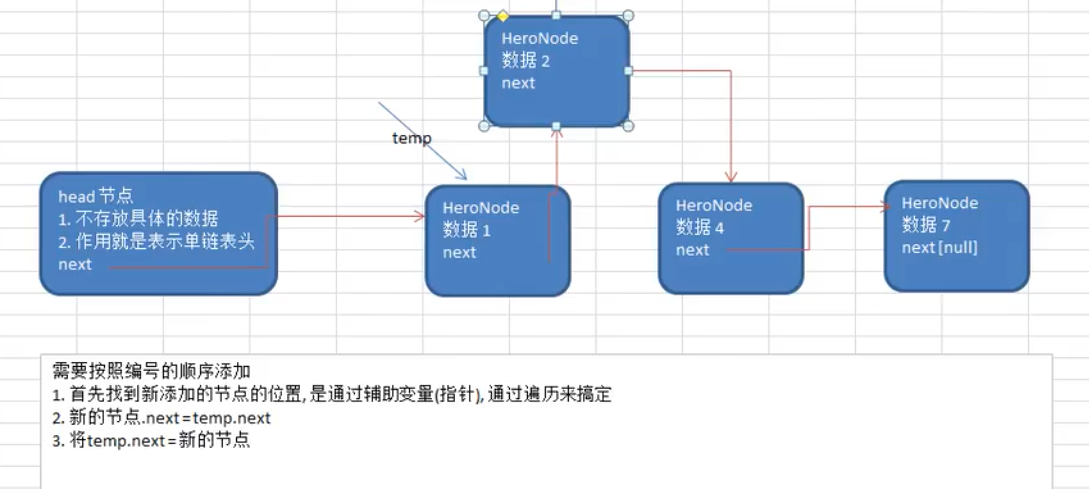 HeroNode
数据 2
next
temp
head 节点
1. 不存放具体的数据
2. 作用就是表示单链表头
next
HeroNode
数据 1
next
HeroNode
数据 4
next
HeroNode
数据 7
next [null]
需要按照编号的顺序添加
1. 首先找到新添加的节点的位置, 是通过辅助变量(指针), 通过遍历来搞定
2. 新的节点.next = temp.next
3. 将temp.next = 新的节点